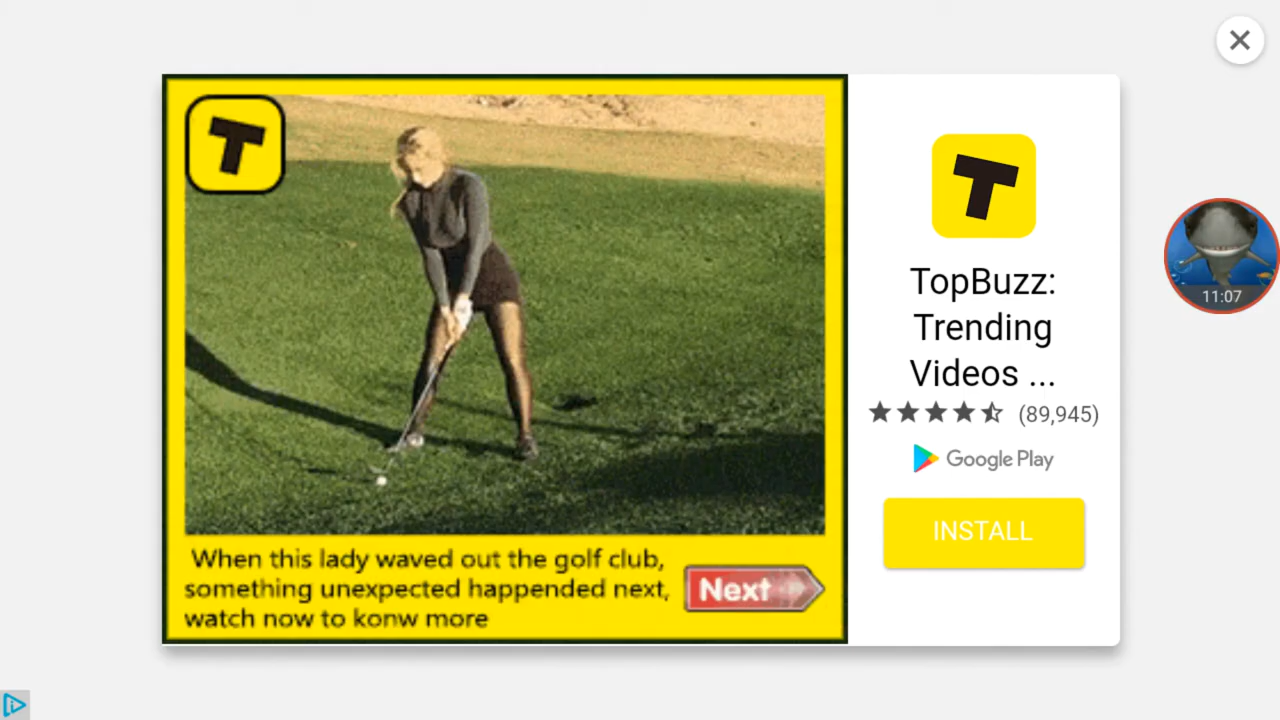 T
When this lady waved out the golf club,
something unexpected happended next,
watch now to konw more
Next
T
TopBuzz:
Trending
Videos ...
(89,945)
Google Play
INSTALL
11:07